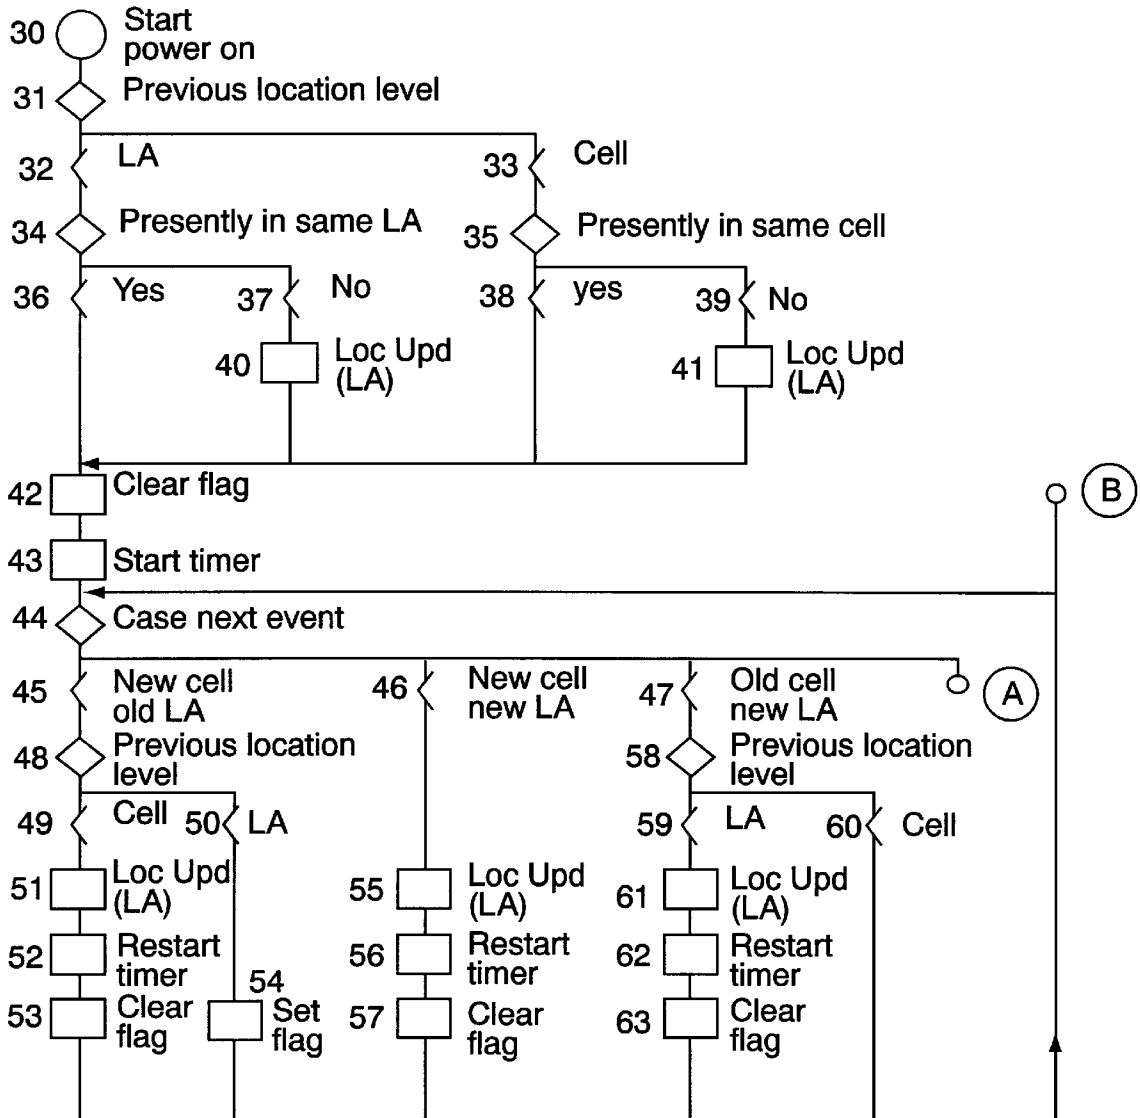 30 Start
power on
31 Previous location level
32 LA
33 Cell
34 Presently in same LA
35 Presently in same cell
36 Yes
37 No
38 yes
39 No
40 Loc Upd
(LA)
41 Loc Upd
(LA)
42 Clear flag
B
43 Start timer
44 Case next event
45 New cell
old LA
46 New cell
new LA
47 Old cell
new LA
A
48 Previous location
level
58 Previous location
level
49 Cell
50 LA
59 LA
60 Cell
51 Loc Upd
(LA)
55 Loc Upd
(LA)
61 Loc Upd
(LA)
52 Restart
timer
56 Restart
timer
62 Restart
timer
53 Clear
flag
54 Set
flag
57 Clear
flag
63 Clear
flag